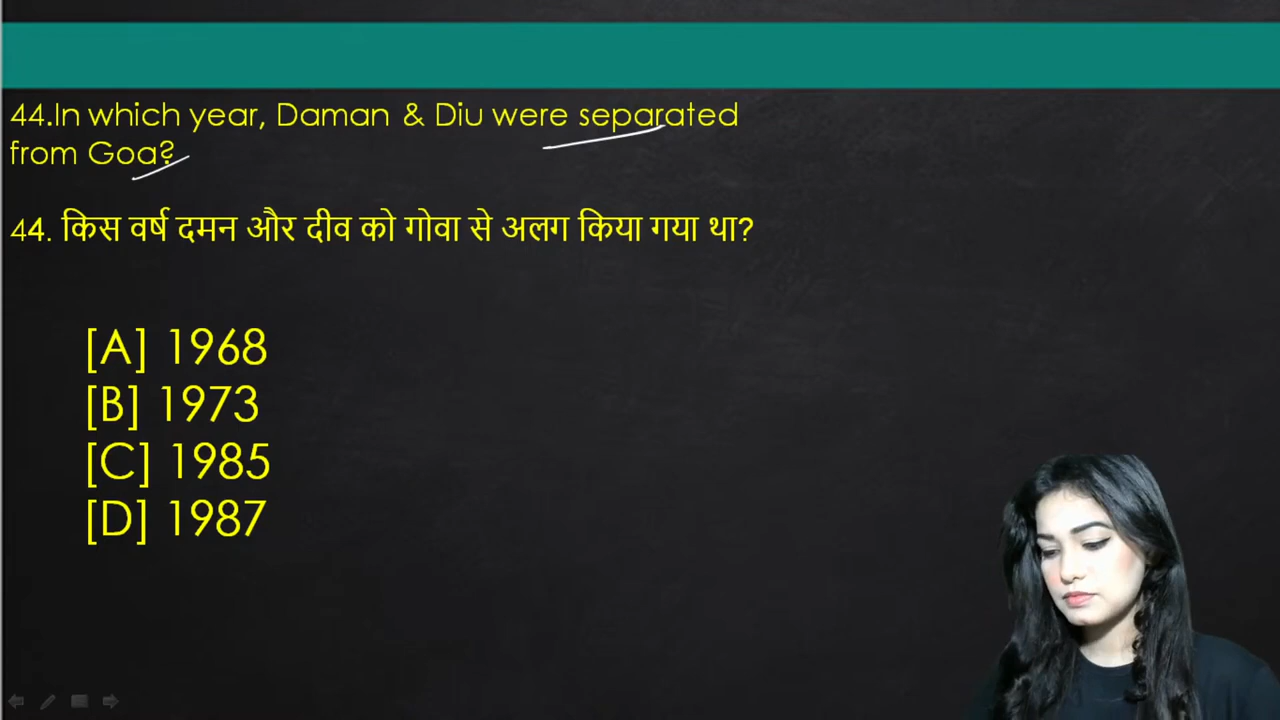 44.In which year, Daman & Diu were separated
from Goa?
44. किस वर्ष दमन और दीव को गोवा से अलग किया गया था?
[A] 1968
[B] 1973
[C] 1985
[D] 1987